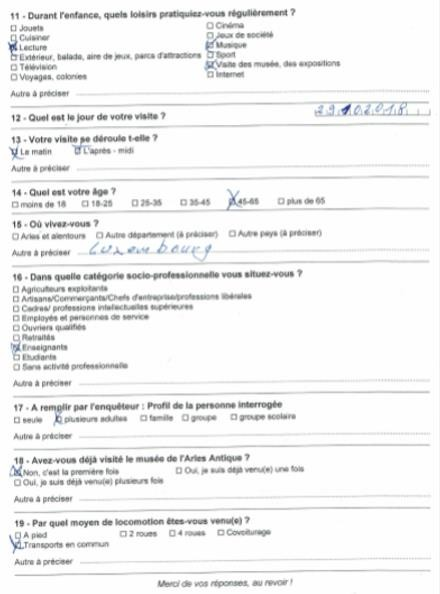 11 - Durant l'enfance, quels loisirs pratiquiez-vous régulièrement ?
☐ Jouets ☐ Cinéma
☐ Cuisiner ☐ Jeux de société
☒ Lecture ☒ Musique
☐ Extérieur, balade, aire de jeux, parcs d'attractions ☐ Sport
☐ Télévision ☒ Visite des musée, des expositions
☐ Voyages, colonies ☐ Internet
Autre à préciser
12 - Quel est le jour de votre visite ? 29.10.2018
13 - Votre visite se déroule t-elle ?
☒ Le matin ☒ L'après - midi
Autre à préciser
14 - Quel est votre âge ?
☐ moins de 18 ☐ 18-25 ☐ 25-35 ☐ 35-45 ☒ 45-65 ☐ plus de 65
15 - Où vivez-vous ?
☐ Arles et alentours ☐ Autre département (à préciser) ☐ Autre pays (à préciser)
Autre à préciser Luxembourg
16 - Dans quelle catégorie socio-professionnelle vous situez-vous ?
☐ Agriculteurs exploitants
☐ Artisans/Commerçants/Chefs d'entreprise/professions libérales
☐ Cadres/ professions intellectuelles supérieures
☐ Employés et personnes de service
☐ Ouvriers qualifiés
☐ Retraités
☒ Enseignants
☐ Etudiants
☐ Sans activité professionnelle
Autre à préciser
17 - A remplir par l'enquêteur : Profil de la personne interrogée
☐ seule ☒ plusieurs adultes ☐ famille ☐ groupe ☐ groupe scolaire
Autre à préciser
18 - Avez-vous déjà visité le musée de l'Arles Antique ?
☒ Non, c'est la première fois ☐ Oui, je suis déjà venu(e) une fois
☐ Oui, je suis déjà venu(e) plusieurs fois
Autre à préciser
19 - Par quel moyen de locomotion êtes-vous venu(e) ?
☐ A pied ☐ 2 roues ☐ 4 roues ☐ Covoiturage
☒ Transports en commun
Autre à préciser
Merci de vos réponses, au revoir !